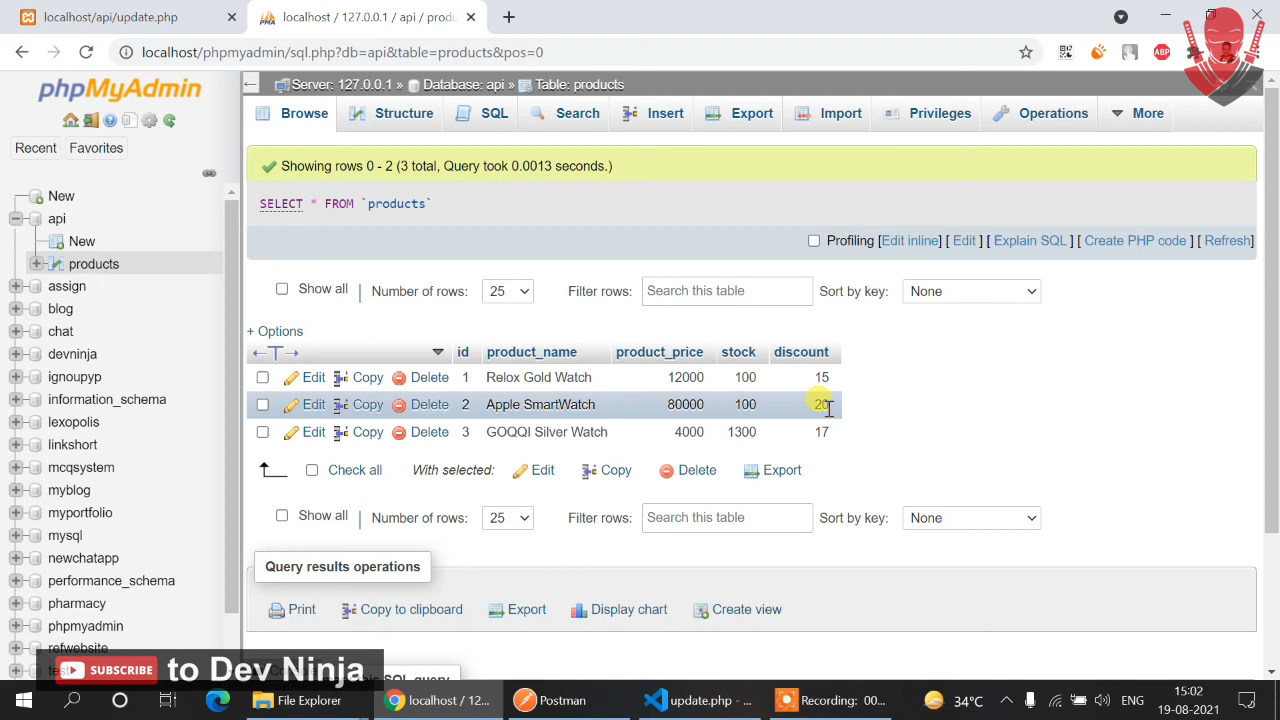 localhost/api/update.php
localhost / 127.0.0.1 / api / produ
localhost/phpmyadmin/sql.php?db=api&table=products&pos=0
ABP
phpMyAdmin
Recent
Favorites
New
api
New
products
assign
blog
chat
devninja
ignoupyp
information_schema
lexopolis
linkshort
mcqsystem
myblog
myportfolio
mysql
newchatapp
performance_schema
pharmacy
phpmyadmin
refwebsite
Server: 127.0.0.1 » Database: api » Table: products
Browse Structure SQL Search Insert Export Import Privileges Operations More
Showing rows 0 - 2 (3 total, Query took 0.0013 seconds.)
SELECT * FROM `products`
Profiling [Edit inline] [ Edit ] [ Explain SQL ] [ Create PHP code ] [ Refresh]
Show all Number of rows: 25 Filter rows: Search this table Sort by key: None
+ Options
id product_name product_price stock discount
Edit Copy Delete 1 Relox Gold Watch 12000 100 15
Edit Copy Delete 2 Apple SmartWatch 80000 100 20
Edit Copy Delete 3 GOQQI Silver Watch 4000 1300 17
Check all With selected: Edit Copy Delete Export
Show all Number of rows: 25 Filter rows: Search this table Sort by key: None
Query results operations
Print Copy to clipboard Export Display chart Create view
SUBSCRIBE to Dev Ninja
File Explorer
localhost / 12...
Postman
update.php - ...
Recording: 00...
34°C
ENG
15:02
19-08-2021